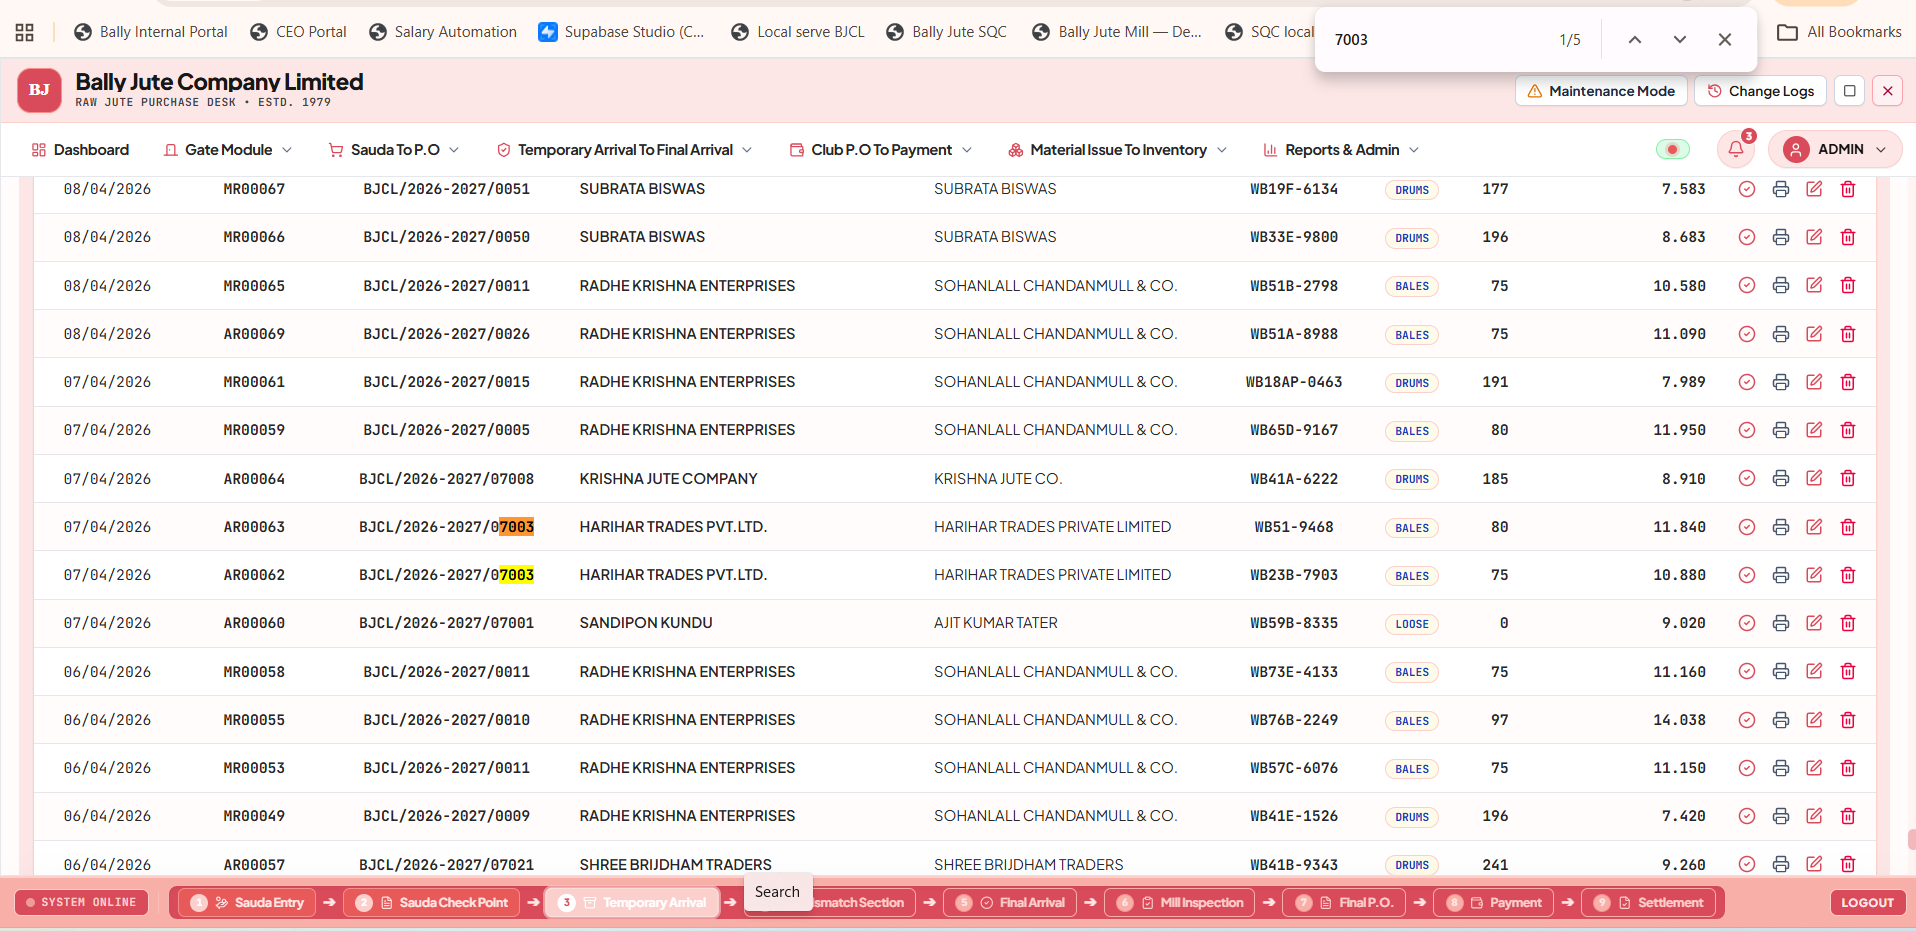 Bally Internal Portal CEO Portal Salary Automation Supabase Studio (C... Local serve BJCL Bally Jute SQC Bally Jute Mill — De... SQC local All Bookmarks
7003 1/5
BJ Bally Jute Company Limited
RAW JUTE PURCHASE DESK • ESTD. 1979
Maintenance Mode Change Logs
Dashboard Gate Module Sauda To P.O Temporary Arrival To Final Arrival Club P.O To Payment Material Issue To Inventory Reports & Admin 3 ADMIN
08/04/2026 MR00067 BJCL/2026-2027/0051 SUBRATA BISWAS SUBRATA BISWAS WB19F-6134 DRUMS 177 7.583
08/04/2026 MR00066 BJCL/2026-2027/0050 SUBRATA BISWAS SUBRATA BISWAS WB33E-9800 DRUMS 196 8.683
08/04/2026 MR00065 BJCL/2026-2027/0011 RADHE KRISHNA ENTERPRISES SOHANLALL CHANDANMULL & CO. WB51B-2798 BALES 75 10.580
08/04/2026 AR00069 BJCL/2026-2027/0026 RADHE KRISHNA ENTERPRISES SOHANLALL CHANDANMULL & CO. WB51A-8988 BALES 75 11.090
07/04/2026 MR00061 BJCL/2026-2027/0015 RADHE KRISHNA ENTERPRISES SOHANLALL CHANDANMULL & CO. WB18AP-0463 DRUMS 191 7.989
07/04/2026 MR00059 BJCL/2026-2027/0005 RADHE KRISHNA ENTERPRISES SOHANLALL CHANDANMULL & CO. WB65D-9167 BALES 80 11.950
07/04/2026 AR00064 BJCL/2026-2027/07008 KRISHNA JUTE COMPANY KRISHNA JUTE CO. WB41A-6222 DRUMS 185 8.910
07/04/2026 AR00063 BJCL/2026-2027/07003 HARIHAR TRADES PVT.LTD. HARIHAR TRADES PRIVATE LIMITED WB51-9468 BALES 80 11.840
07/04/2026 AR00062 BJCL/2026-2027/07003 HARIHAR TRADES PVT.LTD. HARIHAR TRADES PRIVATE LIMITED WB23B-7903 BALES 75 10.880
07/04/2026 AR00060 BJCL/2026-2027/07001 SANDIPON KUNDU AJIT KUMAR TATER WB59B-8335 LOOSE 0 9.020
06/04/2026 MR00058 BJCL/2026-2027/0011 RADHE KRISHNA ENTERPRISES SOHANLALL CHANDANMULL & CO. WB73E-4133 BALES 75 11.160
06/04/2026 MR00055 BJCL/2026-2027/0010 RADHE KRISHNA ENTERPRISES SOHANLALL CHANDANMULL & CO. WB76B-2249 BALES 97 14.038
06/04/2026 MR00053 BJCL/2026-2027/0011 RADHE KRISHNA ENTERPRISES SOHANLALL CHANDANMULL & CO. WB57C-6076 BALES 75 11.150
06/04/2026 MR00049 BJCL/2026-2027/0009 RADHE KRISHNA ENTERPRISES SOHANLALL CHANDANMULL & CO. WB41E-1526 DRUMS 196 7.420
06/04/2026 AR00057 BJCL/2026-2027/07021 SHREE BRIJDHAM TRADERS SHREE BRIJDHAM TRADERS WB41B-9343 DRUMS 241 9.260
Search
SYSTEM ONLINE 1 Sauda Entry 2 Sauda Check Point 3 Temporary Arrival smatch Section 5 Final Arrival 6 Mill Inspection 7 Final P.O. 8 Payment 9 Settlement LOGOUT